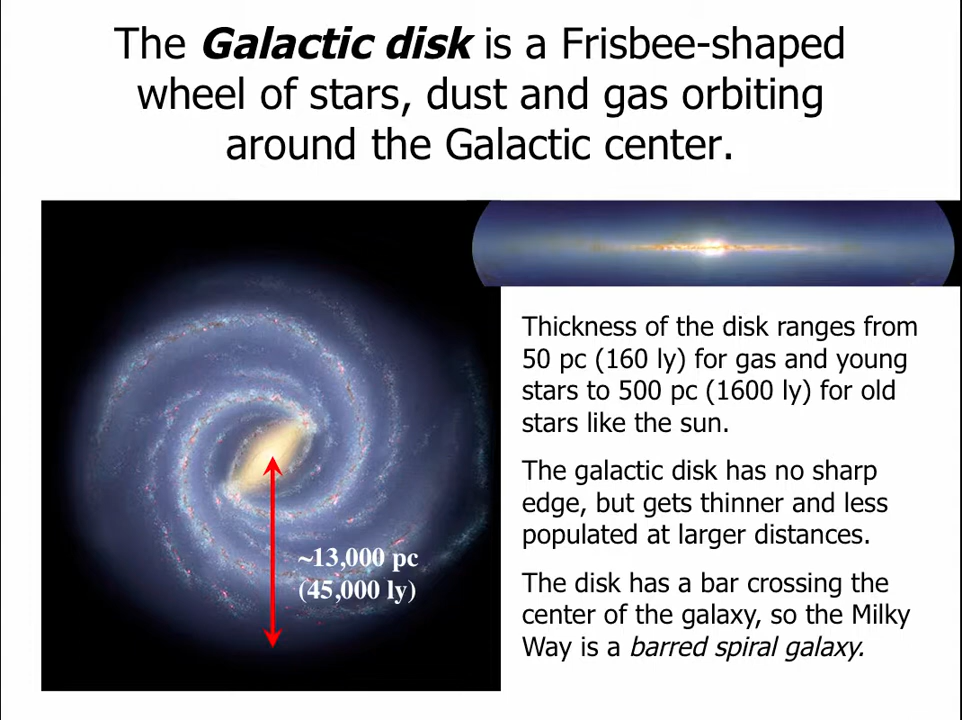 The Galactic disk is a Frisbee-shaped
wheel of stars, dust and gas orbiting
around the Galactic center.
Thickness of the disk ranges from
50 pc (160 ly) for gas and young
stars to 500 pc (1600 ly) for old
stars like the sun.
The galactic disk has no sharp
edge, but gets thinner and less
populated at larger distances.
The disk has a bar crossing the
center of the galaxy, so the Milky
Way is a barred spiral galaxy.
~13,000 pc
(45,000 ly)